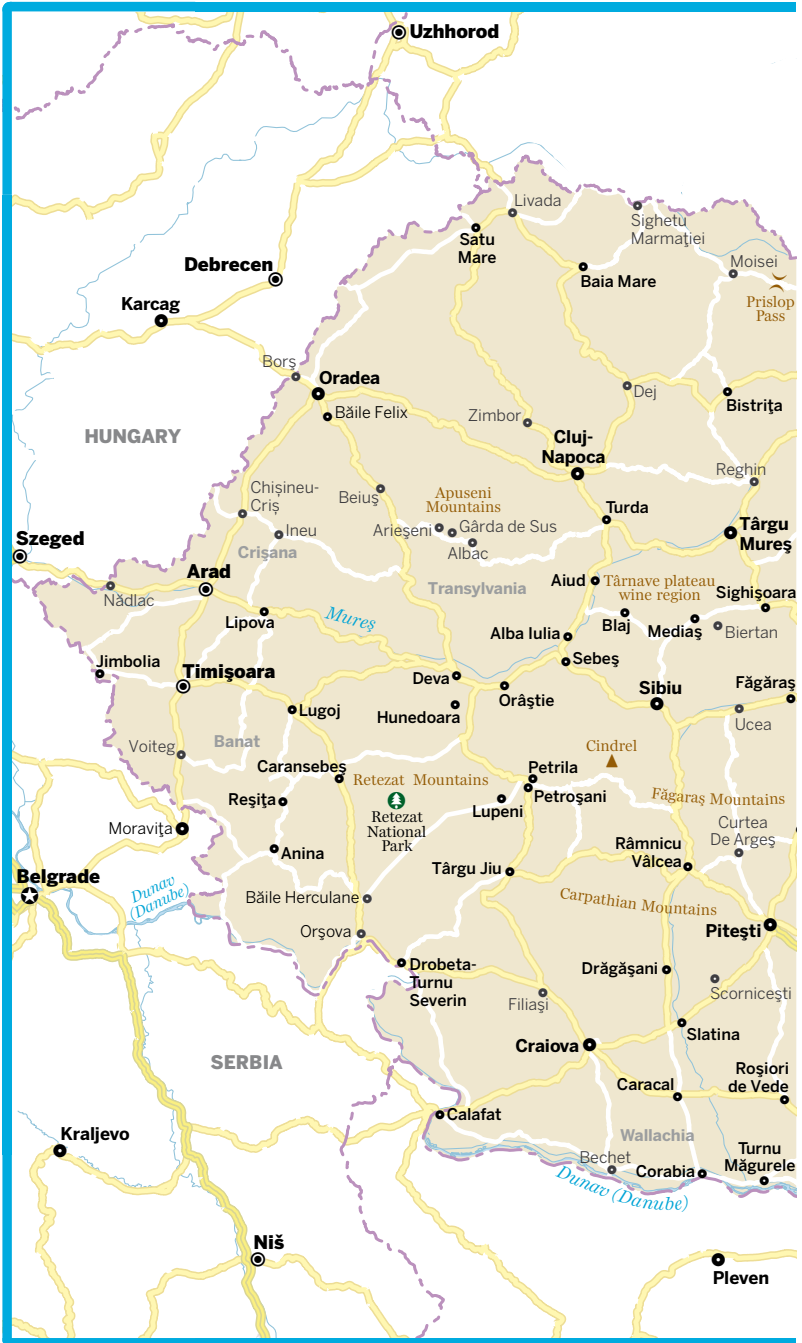 Uzhhorod
Livada
Sighetu
Marmaţiei
Satu
Mare
Moisei
Debrecen
Baia Mare
Karcag
Prislop
Pass
Borş
Oradea
Dej
Băile Felix
Bistriţa
Zimbor
HUNGARY
Cluj-
Napoca
Reghin
Chişineu-
Criş
Beiuş
Apuseni
Mountains
Turda
Arieşeni
Gârda de Sus
Ineu
Albac
Târgu
Mureş
Szeged
Crişana
Arad
Transylvania
Aiud
Târnave plateau
wine region
Sighişoara
Nădlac
Lipova
Mureş
Blaj
Mediaş
Biertan
Alba Iulia
Jimbolia
Timişoara
Sebeş
Deva
Orăştie
Sibiu
Făgăraş
Lugoj
Hunedoara
Ucea
Voiteg
Banat
Cindrel
Caransebeş
Retezat Mountains
Petrila
Petroşani
Făgaraş Mountains
Reşiţa
Retezat
National
Park
Lupeni
Curtea
De Argeş
Moraviţa
Anina
Târgu Jiu
Râmnicu
Vâlcea
Belgrade
Dunav
(Danube)
Băile Herculane
Carpathian Mountains
Orşova
Piteşti
Drobeta-
Turnu
Severin
Drăgăşani
Filiaşi
Scorniceşti
Slatina
Craiova
SERBIA
Roşiori
de Vede
Caracal
Calafat
Kraljevo
Wallachia
Bechet
Turnu
Măgurele
Corabia
Dunav (Danube)
Niš
Pleven